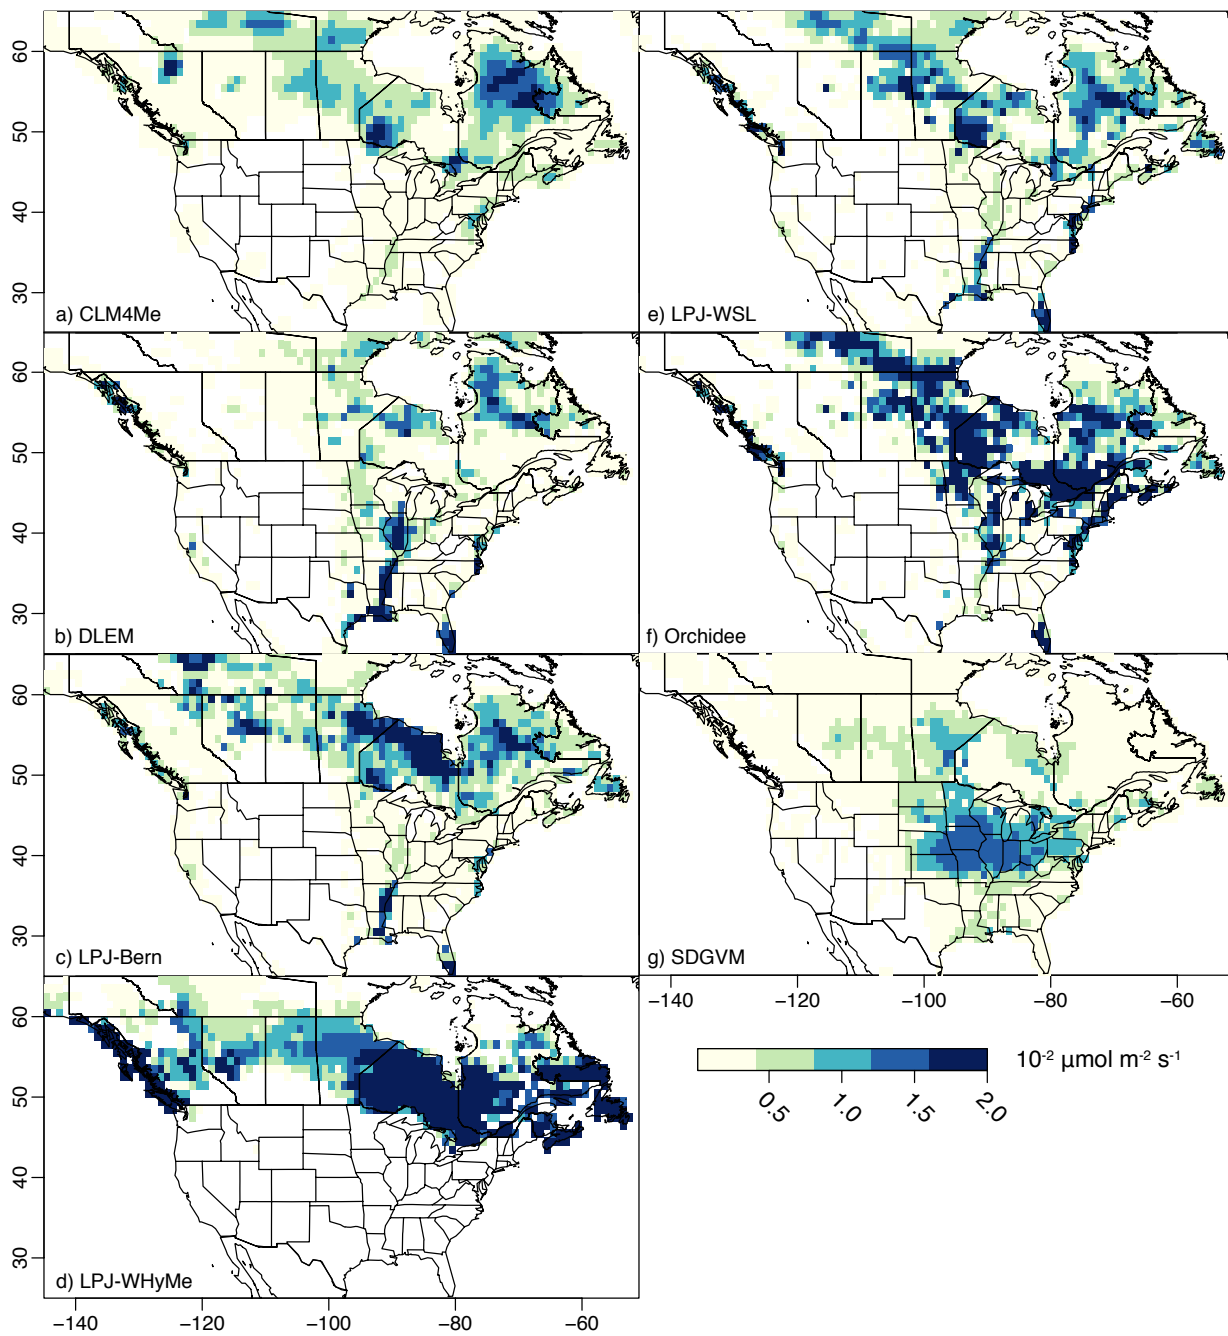 60
50
40
30
a) CLM4Me
e) LPJ-WSL
60
50
40
30
b) DLEM
f) Orchidee
60
50
40
30
c) LPJ-Bern
g) SDGVM
−140 −100 −80 −60
60
50
40
30
d) LPJ-WHyMe
−140 −120 −100 −80 −60
0.5 1.0 1.5 2.0
10⁻² µmol m⁻² s⁻¹